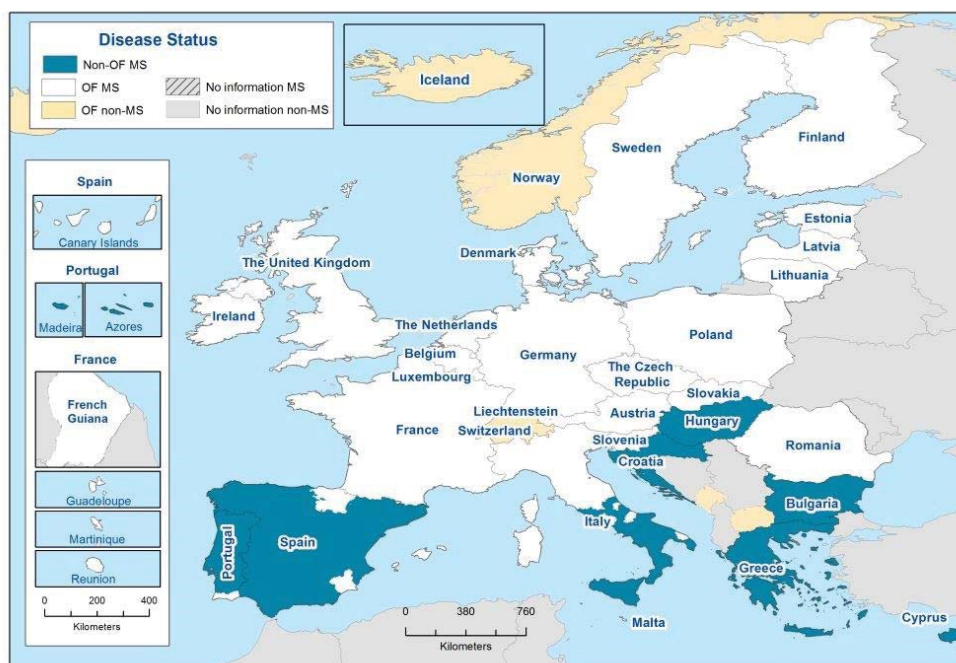 Disease Status
Non-OF MS
OF MS
No information MS
OF non-MS
No information non-MS
Iceland
Spain
Canary Islands
Portugal
Madeira
Azores
France
French
Guiana
Guadeloupe
Martinique
Reunion
0 200 400
Kilometers
Finland
Sweden
Norway
Estonia
Latvia
Lithuania
Denmark
The United Kingdom
Ireland
The Netherlands
Belgium
Luxembourg
Germany
Poland
The Czech
Republic
Slovakia
Liechtenstein
Austria
Hungary
France
Switzerland
Slovenia
Romania
Croatia
Bulgaria
Italy
Portugal
Spain
Greece
Malta
Cyprus
0 380 760
Kilometers